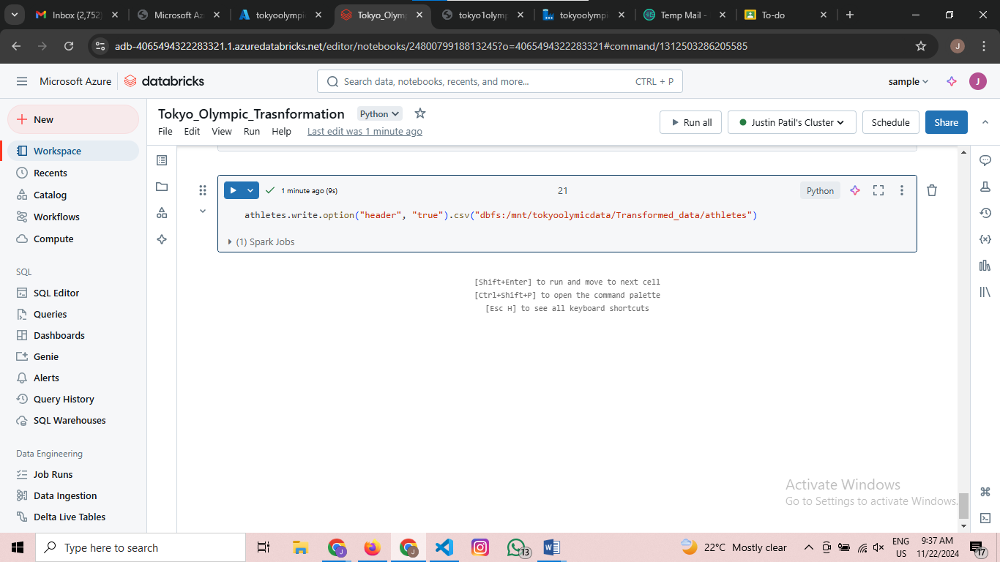 Inbox (2,752)
Microsoft Az
tokyoolympi
Tokyo_Olymp
tokyo1olymp
tokyoolympi
Temp Mail -
To-do
adb-4065494322283321.1.azuredatabricks.net/editor/notebooks/2480079918813245?o=4065494322283321#command/1312503286205585
J
Microsoft Azure
databricks
Search data, notebooks, recents, and more...
CTRL + P
sample
J
New
Workspace
Recents
Catalog
Workflows
Compute
SQL
SQL Editor
Queries
Dashboards
Genie
Alerts
Query History
SQL Warehouses
Data Engineering
Job Runs
Data Ingestion
Delta Live Tables
Tokyo_Olympic_Trasnformation
Python
File Edit View Run Help Last edit was 1 minute ago
Run all
Justin Patil's Cluster
Schedule
Share
1 minute ago (9s)
21
Python
athletes.write.option("header", "true").csv("dbfs:/mnt/tokyoolymicdata/Transformed_data/athletes")
(1) Spark Jobs
[Shift+Enter] to run and move to next cell
[Ctrl+Shift+P] to open the command palette
[Esc H] to see all keyboard shortcuts
Activate Windows
Go to Settings to activate Windows.
Type here to search
J
J
13
22°C Mostly clear
ENG
US
9:37 AM
11/22/2024
17